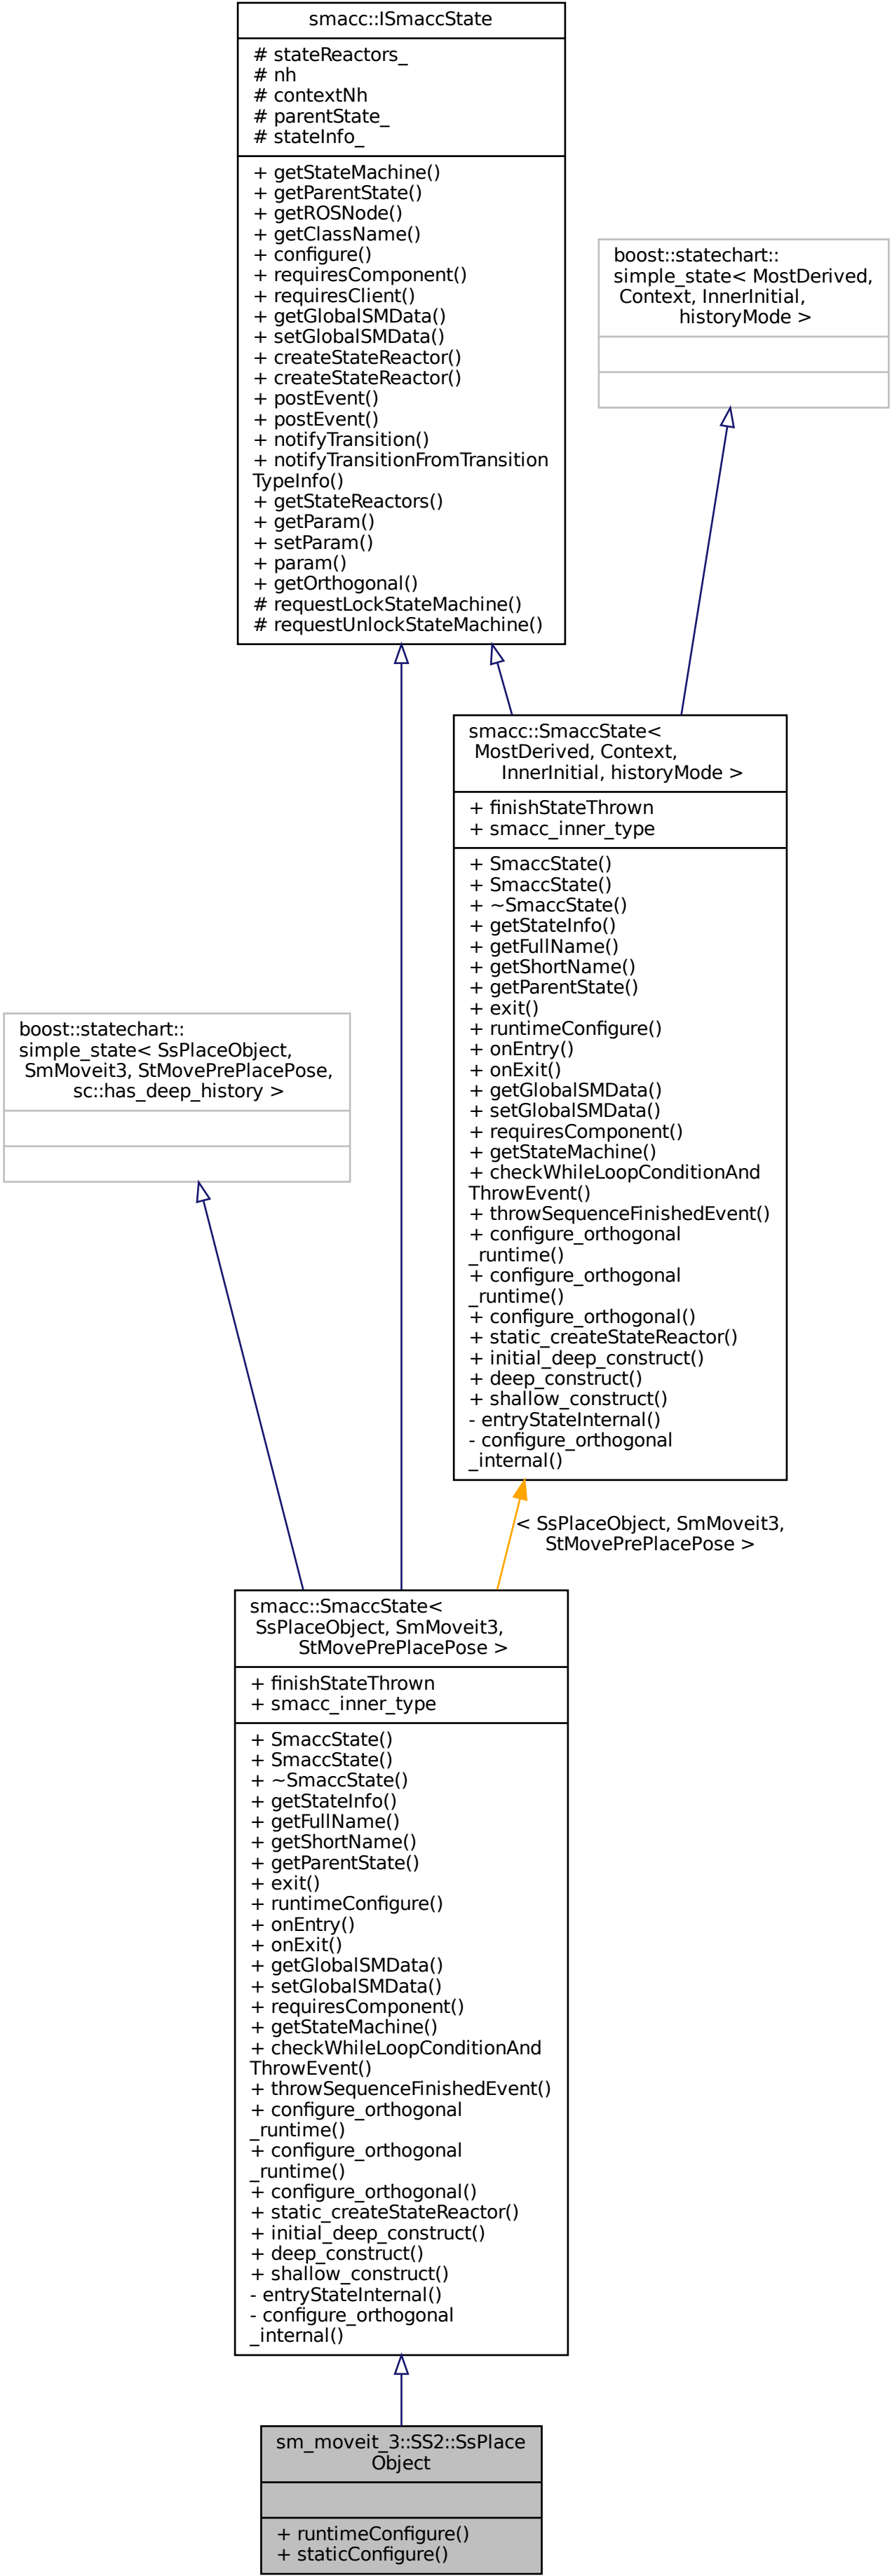 smacc::ISmaccState
# stateReactors_
# nh
# contextNh
# parentState_
# stateInfo_
+ getStateMachine()
+ getParentState()
+ getROSNode()
+ getClassName()
+ configure()
+ requiresComponent()
+ requiresClient()
+ getGlobalSMData()
+ setGlobalSMData()
+ createStateReactor()
+ createStateReactor()
+ postEvent()
+ postEvent()
+ notifyTransition()
+ notifyTransitionFromTransition
TypeInfo()
+ getStateReactors()
+ getParam()
+ setParam()
+ param()
+ getOrthogonal()
# requestLockStateMachine()
# requestUnlockStateMachine()
boost::statechart::
simple_state< MostDerived,
Context, InnerInitial,
historyMode >
smacc::SmaccState<
MostDerived, Context,
InnerInitial, historyMode >
+ finishStateThrown
+ smacc_inner_type
+ SmaccState()
+ SmaccState()
+ ~SmaccState()
+ getStateInfo()
+ getFullName()
+ getShortName()
+ getParentState()
+ exit()
+ runtimeConfigure()
+ onEntry()
+ onExit()
+ getGlobalSMData()
+ setGlobalSMData()
+ requiresComponent()
+ getStateMachine()
+ checkWhileLoopConditionAnd
ThrowEvent()
+ throwSequenceFinishedEvent()
+ configure_orthogonal
_runtime()
+ configure_orthogonal
_runtime()
+ configure_orthogonal()
+ static_createStateReactor()
+ initial_deep_construct()
+ deep_construct()
+ shallow_construct()
- entryStateInternal()
- configure_orthogonal
_internal()
boost::statechart::
simple_state< SsPlaceObject,
SmMoveit3, StMovePrePlacePose,
sc::has_deep_history >
< SsPlaceObject, SmMoveit3,
StMovePrePlacePose >
smacc::SmaccState<
SsPlaceObject, SmMoveit3,
StMovePrePlacePose >
+ finishStateThrown
+ smacc_inner_type
+ SmaccState()
+ SmaccState()
+ ~SmaccState()
+ getStateInfo()
+ getFullName()
+ getShortName()
+ getParentState()
+ exit()
+ runtimeConfigure()
+ onEntry()
+ onExit()
+ getGlobalSMData()
+ setGlobalSMData()
+ requiresComponent()
+ getStateMachine()
+ checkWhileLoopConditionAnd
ThrowEvent()
+ throwSequenceFinishedEvent()
+ configure_orthogonal
_runtime()
+ configure_orthogonal
_runtime()
+ configure_orthogonal()
+ static_createStateReactor()
+ initial_deep_construct()
+ deep_construct()
+ shallow_construct()
- entryStateInternal()
- configure_orthogonal
_internal()
sm_moveit_3::SS2::SsPlace
Object
+ runtimeConfigure()
+ staticConfigure()